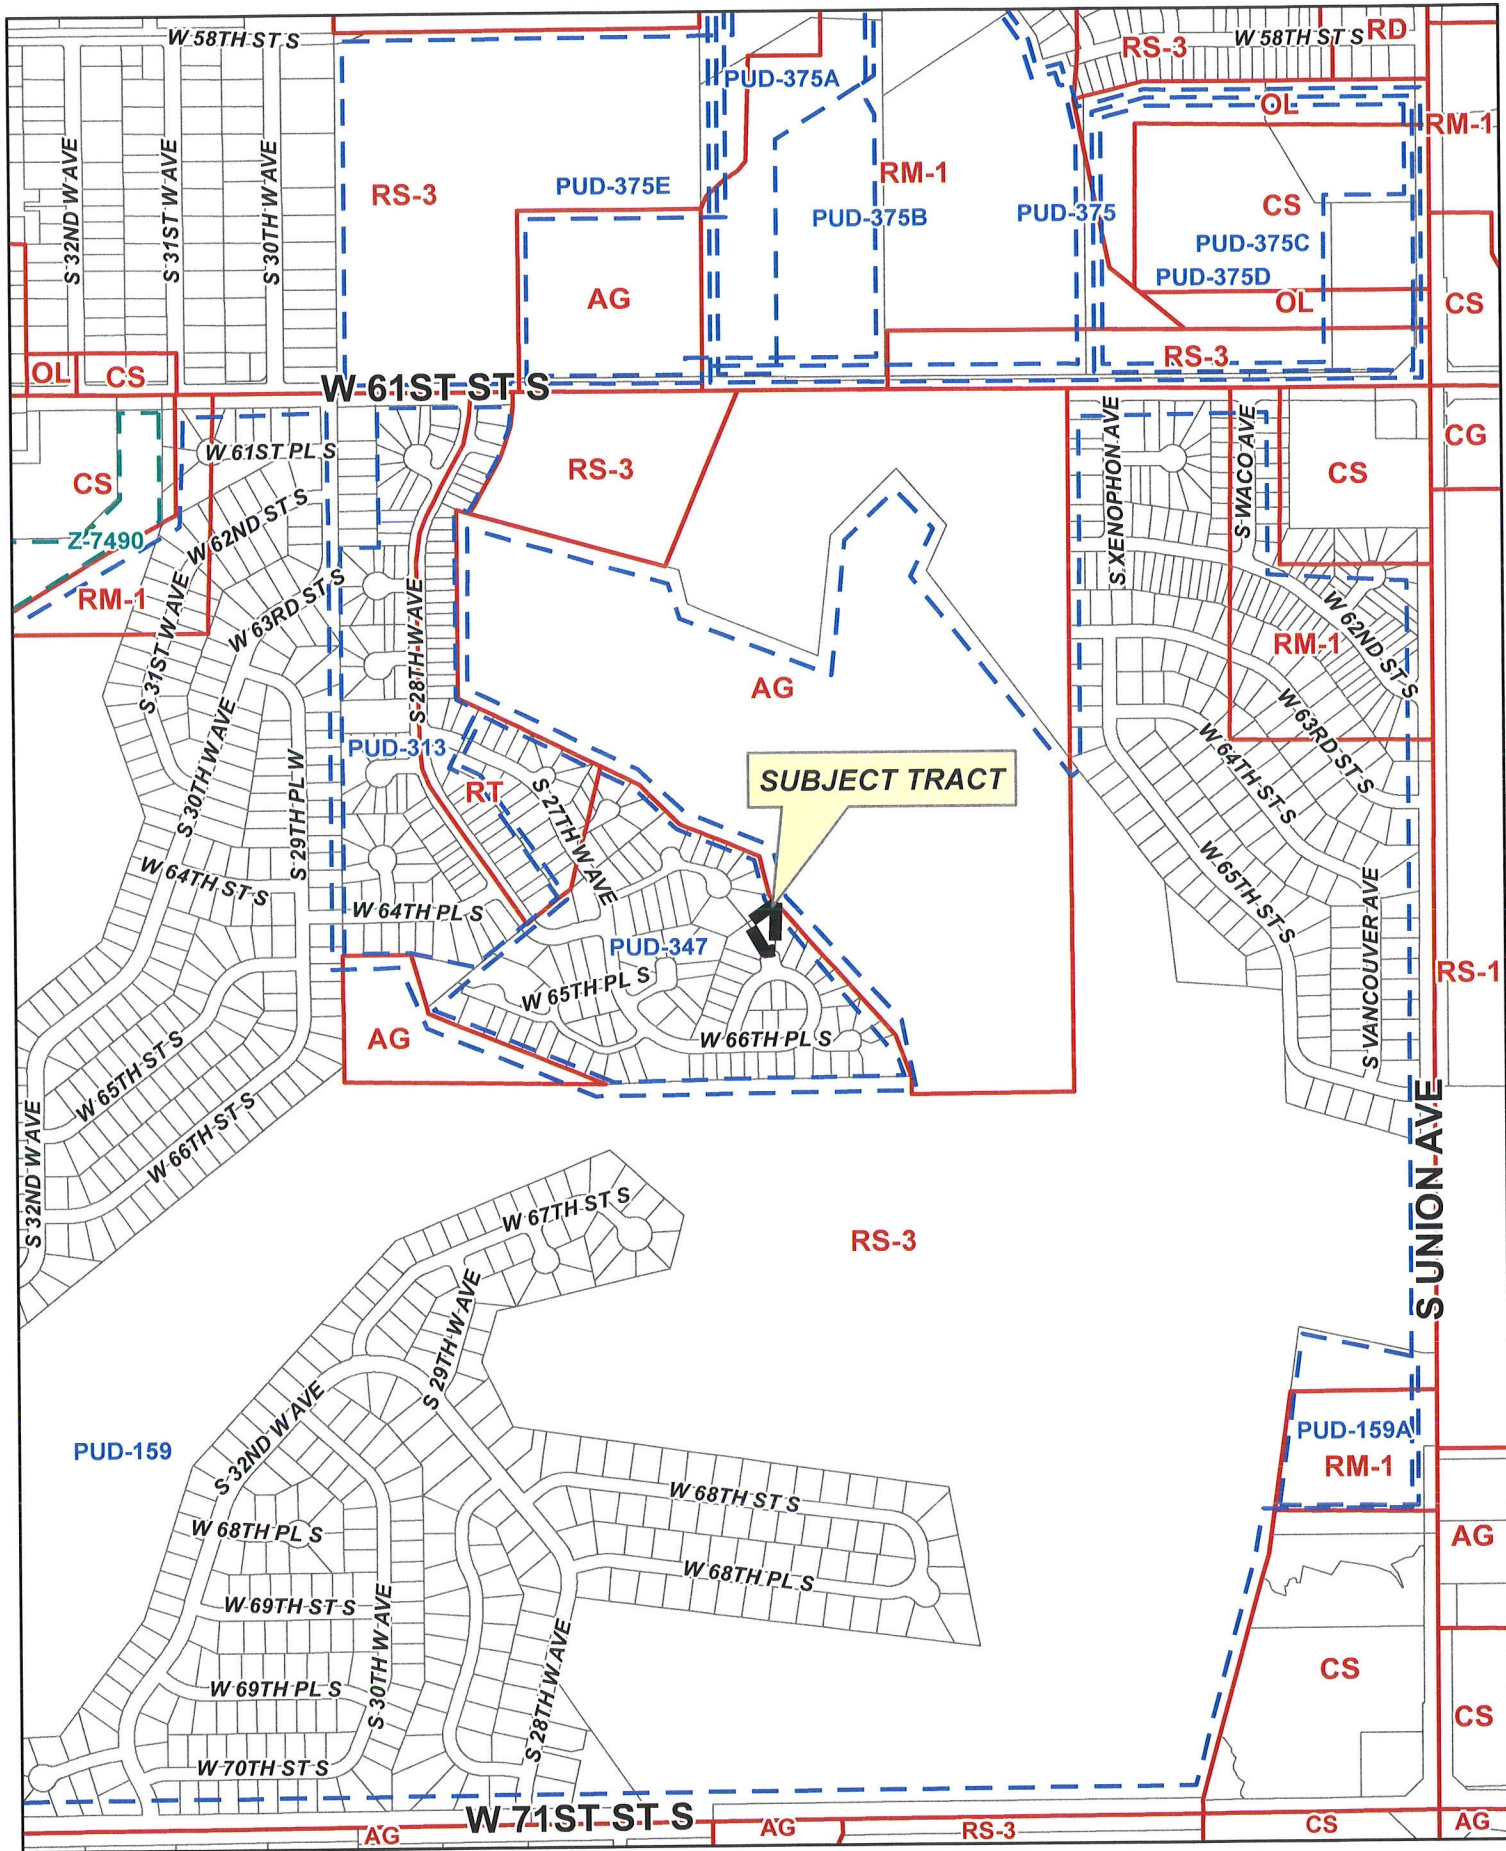 W 58TH ST S
RS-3
W 58TH ST S
RD
PUD-375A
OL
RM-1
S 32ND W AVE
S 31ST W AVE
S 30TH W AVE
RS-3
PUD-375E
RM-1
PUD-375B
PUD-375
CS
PUD-375C
PUD-375D
AG
OL
CS
RS-3
OL
CS
W 61ST ST S
W 61ST PL S
CS
RS-3
S XENOPHON AVE
S WACO AVE
CS
CG
Z-7490
W 62ND ST S
RM-1
W 63RD ST S
S 31ST W AVE
S 28TH W AVE
W 62ND ST S
RM-1
AG
W 63RD ST S
S 30TH W AVE
S 29TH PL W
PUD-313
RT
S 27TH W AVE
SUBJECT TRACT
W 64TH ST S
W 64TH ST S
W 65TH ST S
S VANCOUVER AVE
W 64TH PL S
PUD-347
W 65TH PL S
RS-1
AG
W 66TH PL S
W 65TH ST S
W 66TH ST S
S 32ND W AVE
S UNION AVE
W 67TH ST S
RS-3
S 29TH W AVE
S 32ND W AVE
PUD-159
PUD-159A
RM-1
W 68TH ST S
W 68TH PL S
AG
W 68TH PL S
W 69TH ST S
S 30TH W AVE
S 28TH W AVE
CS
W 69TH PL S
CS
W 70TH ST S
W 71ST ST S
AG
AG
RS-3
CS
AG